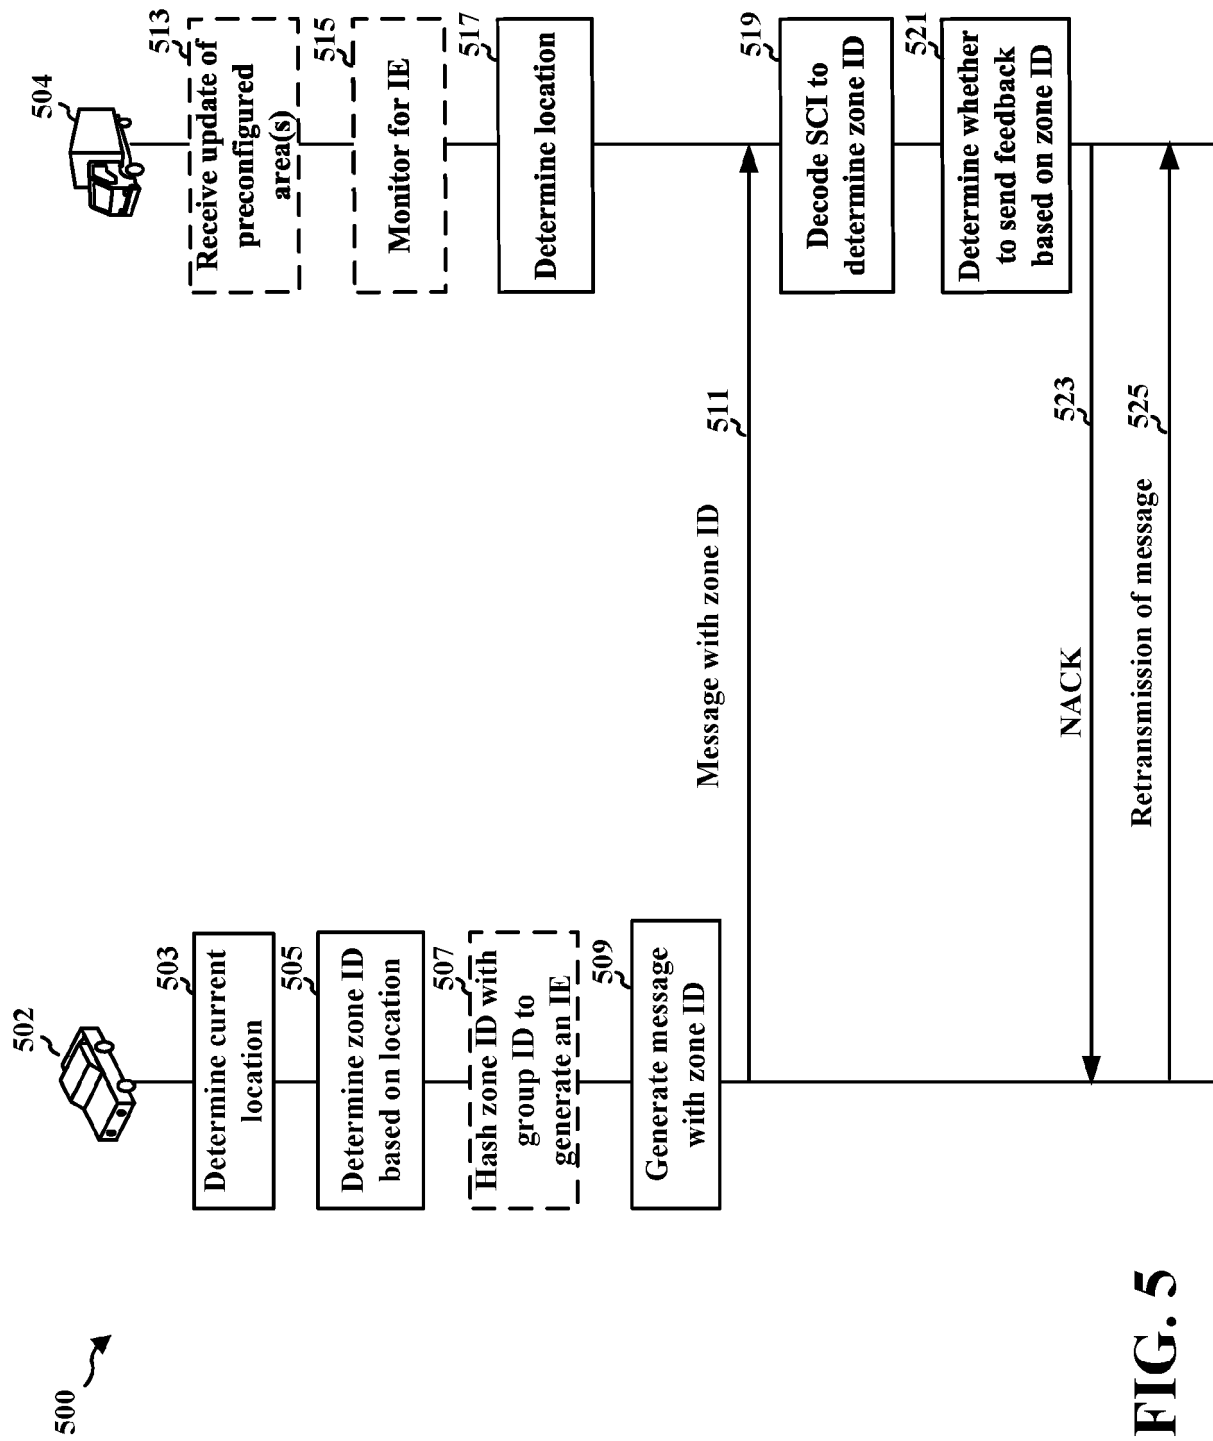 500
502
504
503
Determine current
location
505
Determine zone ID
based on location
507
Hash zone ID with
group ID to
generate an IE
509
Generate message
with zone ID
513
Receive update of
preconfigured
area(s)
515
Monitor for IE
517
Determine location
Message with zone ID
511
519
Decode SCI to
determine zone ID
521
Determine whether
to send feedback
based on zone ID
NACK
523
Retransmission of message
525
FIG. 5